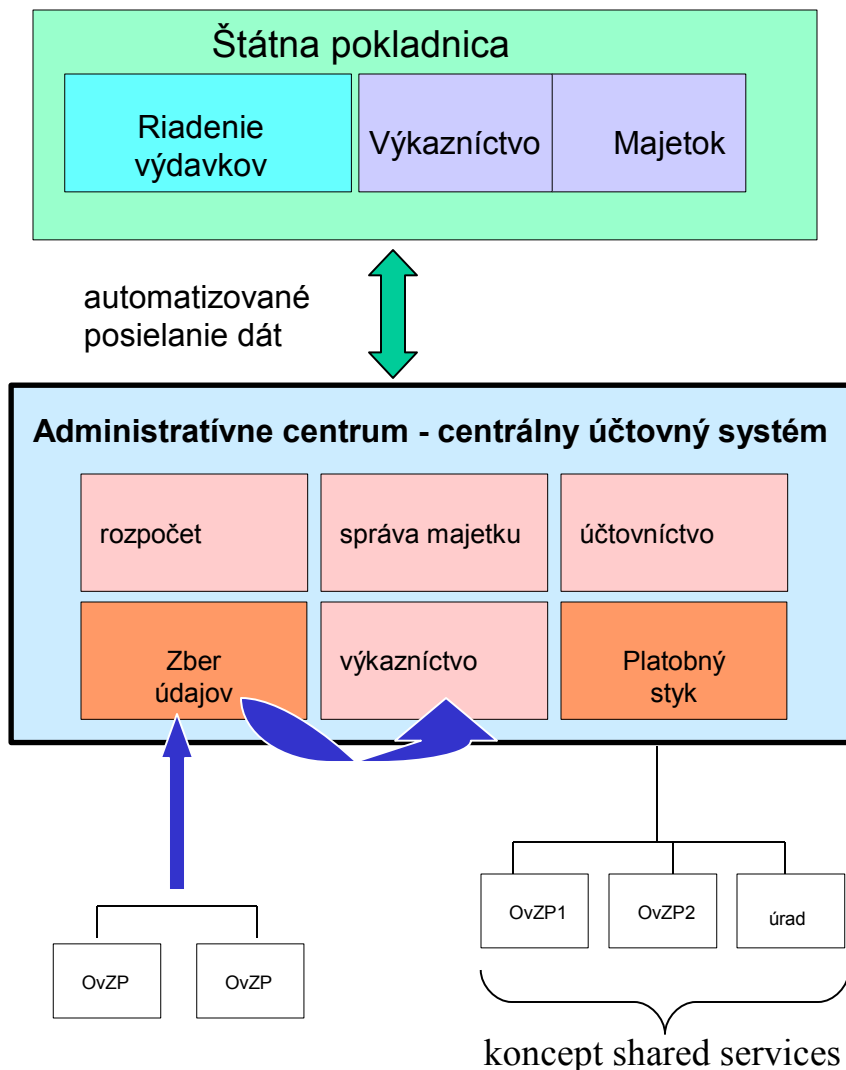 Štátna pokladnica
Riadenie
výdavkov
Výkazníctvo
Majetok
automatizované
posielanie dát
Administratívne centrum - centrálny účtovný systém
rozpočet
správa majetku
účtovníctvo
Zber
údajov
výkazníctvo
Platobný
styk
OvZP1
OvZP2
úrad
OvZP
OvZP
koncept shared services